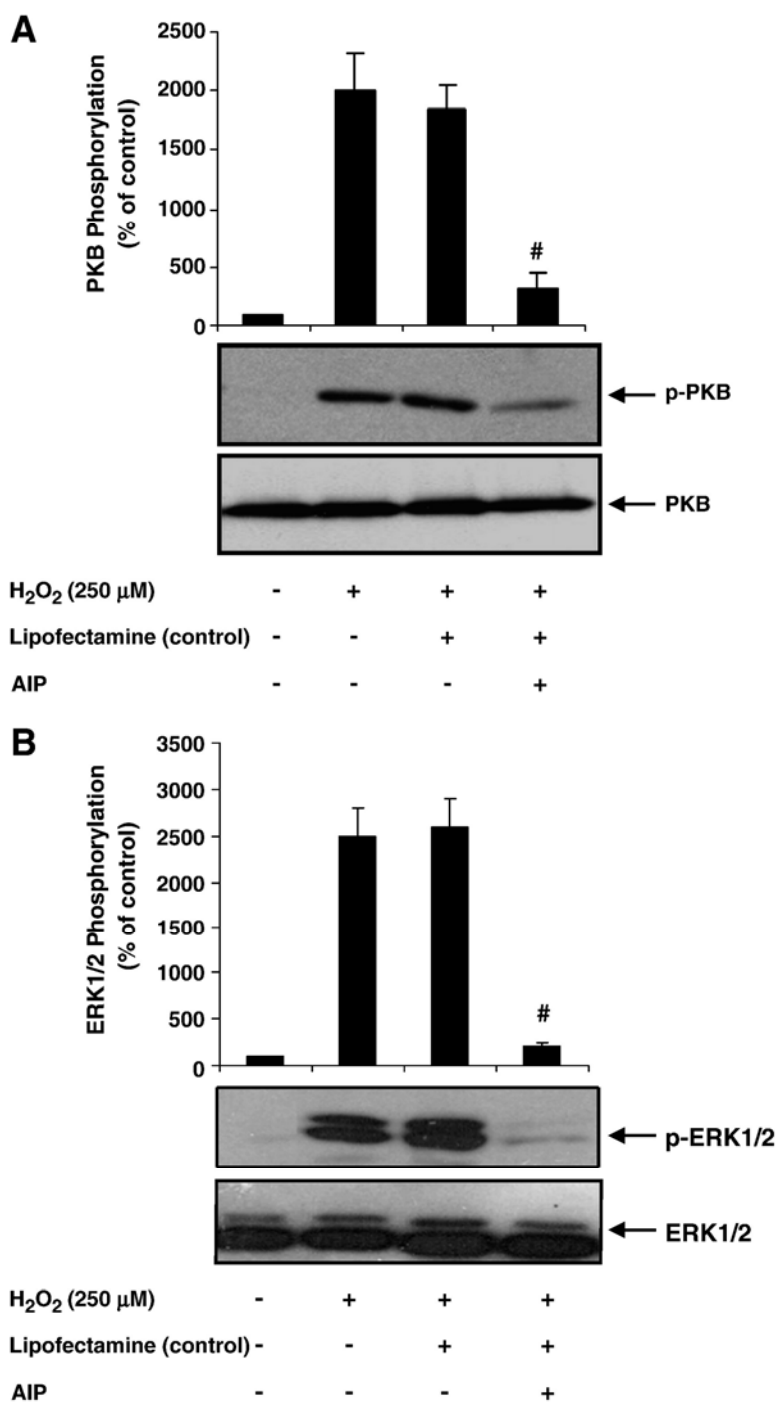 A
PKB Phosphorylation
(% of control)
2500
2000
1500
1000
500
0
#
p-PKB
PKB
H₂O₂ (250 μM) - + + +
Lipofectamine (control) - - + +
AIP - - - +
B
ERK1/2 Phosphorylation
(% of control)
3500
3000
2500
2000
1500
1000
500
0
#
p-ERK1/2
ERK1/2
H₂O₂ (250 μM) - + + +
Lipofectamine (control) - - + +
AIP - - - +